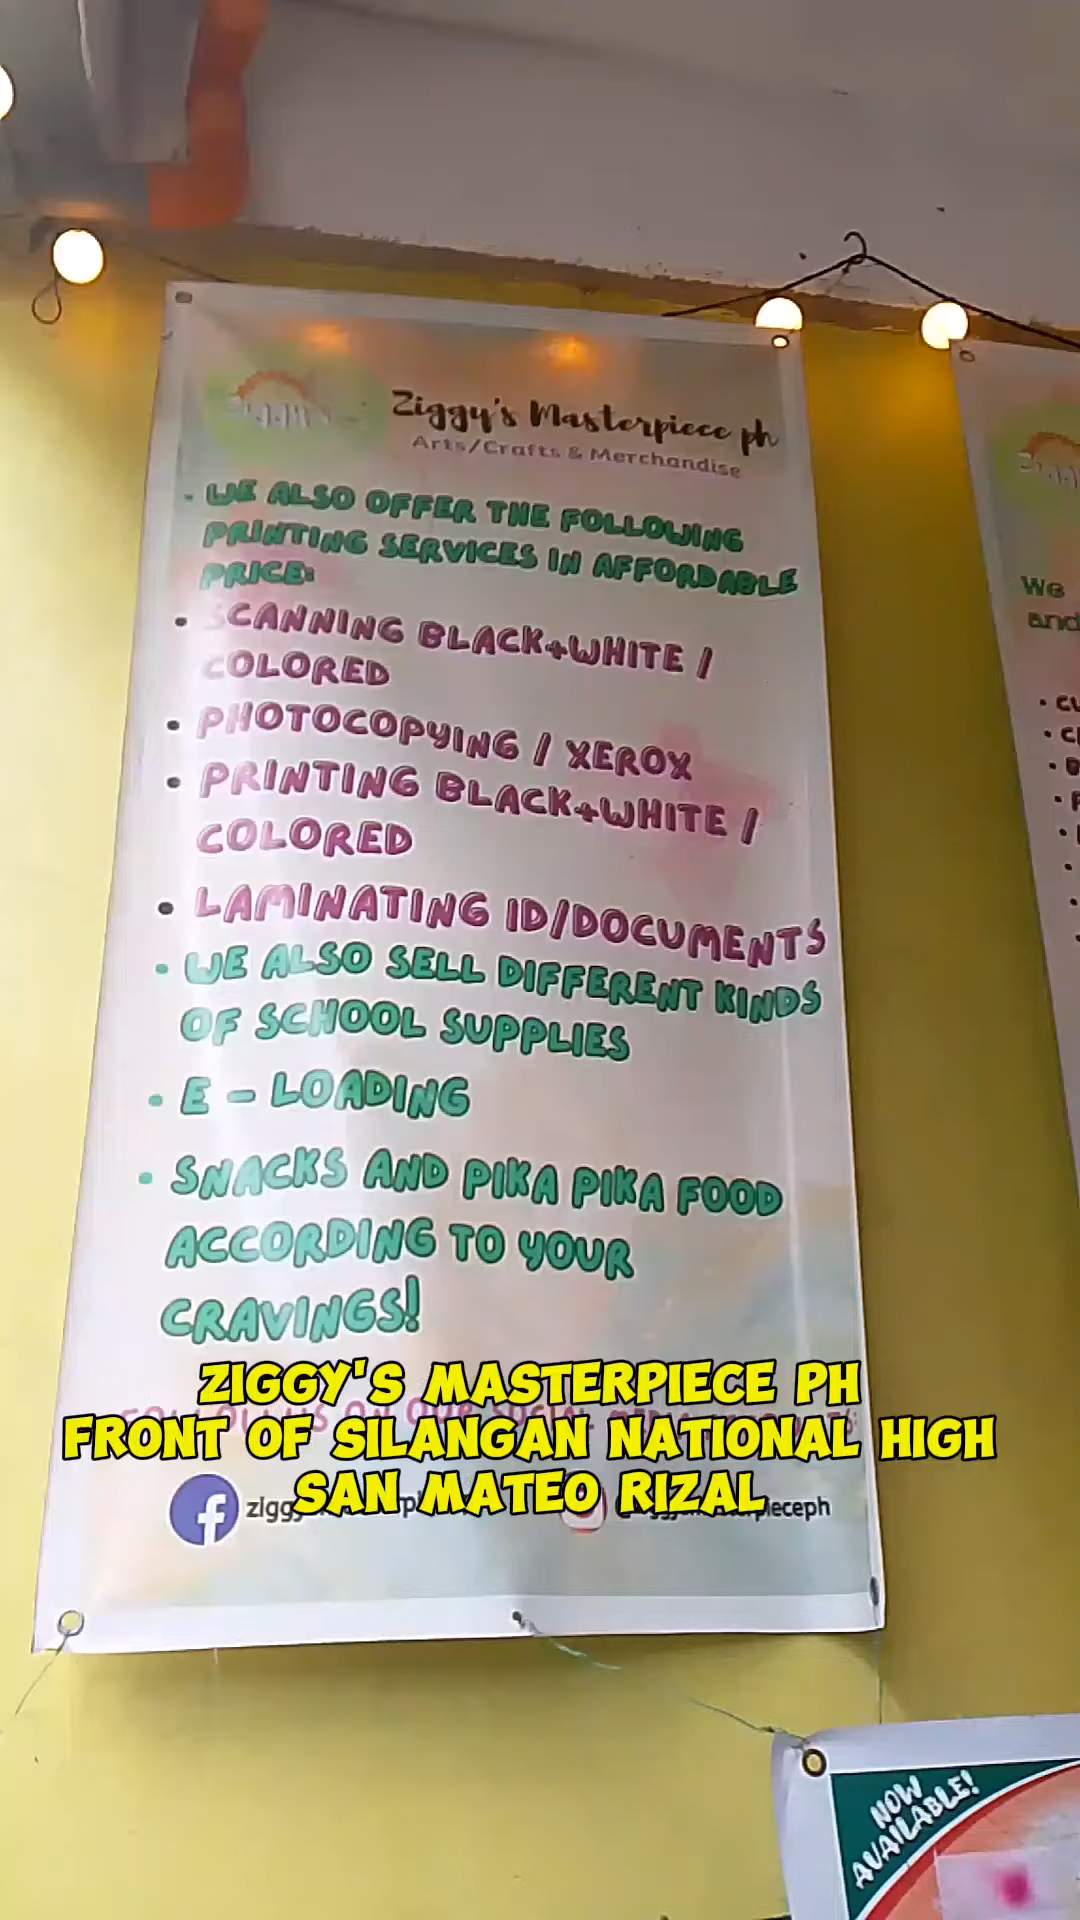 Ziggy's Masterpiece ph
Arts/Crafts & Merchandise
• WE ALSO OFFER THE FOLLOWING
PRINTING SERVICES IN AFFORDABLE
PRICE:
• SCANNING BLACK+WHITE /
COLORED
• PHOTOCOPYING / XEROX
• PRINTING BLACK+WHITE /
COLORED
• LAMINATING ID/DOCUMENTS
• WE ALSO SELL DIFFERENT KINDS
OF SCHOOL SUPPLIES
• E - LOADING
• SNACKS AND PIKA PIKA FOOD
ACCORDING TO YOUR
CRAVINGS!
ZIGGY'S MASTERPIECE PH
FRONT OF SILANGAN NATIONAL HIGH
SAN MATEO RIZAL
We
and
NOW
AVAILABLE!